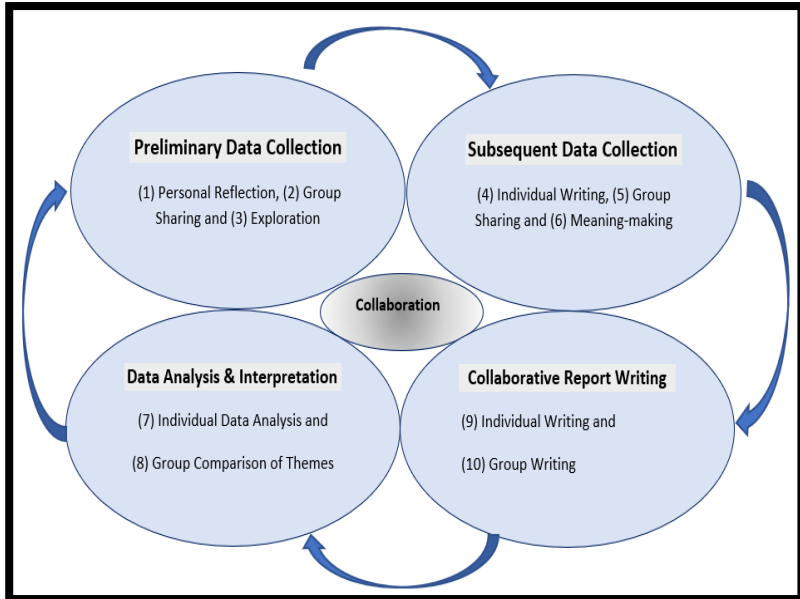 Preliminary Data Collection
(1) Personal Reflection, (2) Group
Sharing and (3) Exploration
Subsequent Data Collection
(4) Individual Writing, (5) Group
Sharing and (6) Meaning-making
Collaboration
Data Analysis & Interpretation
(7) Individual Data Analysis and
(8) Group Comparison of Themes
Collaborative Report Writing
(9) Individual Writing and
(10) Group Writing